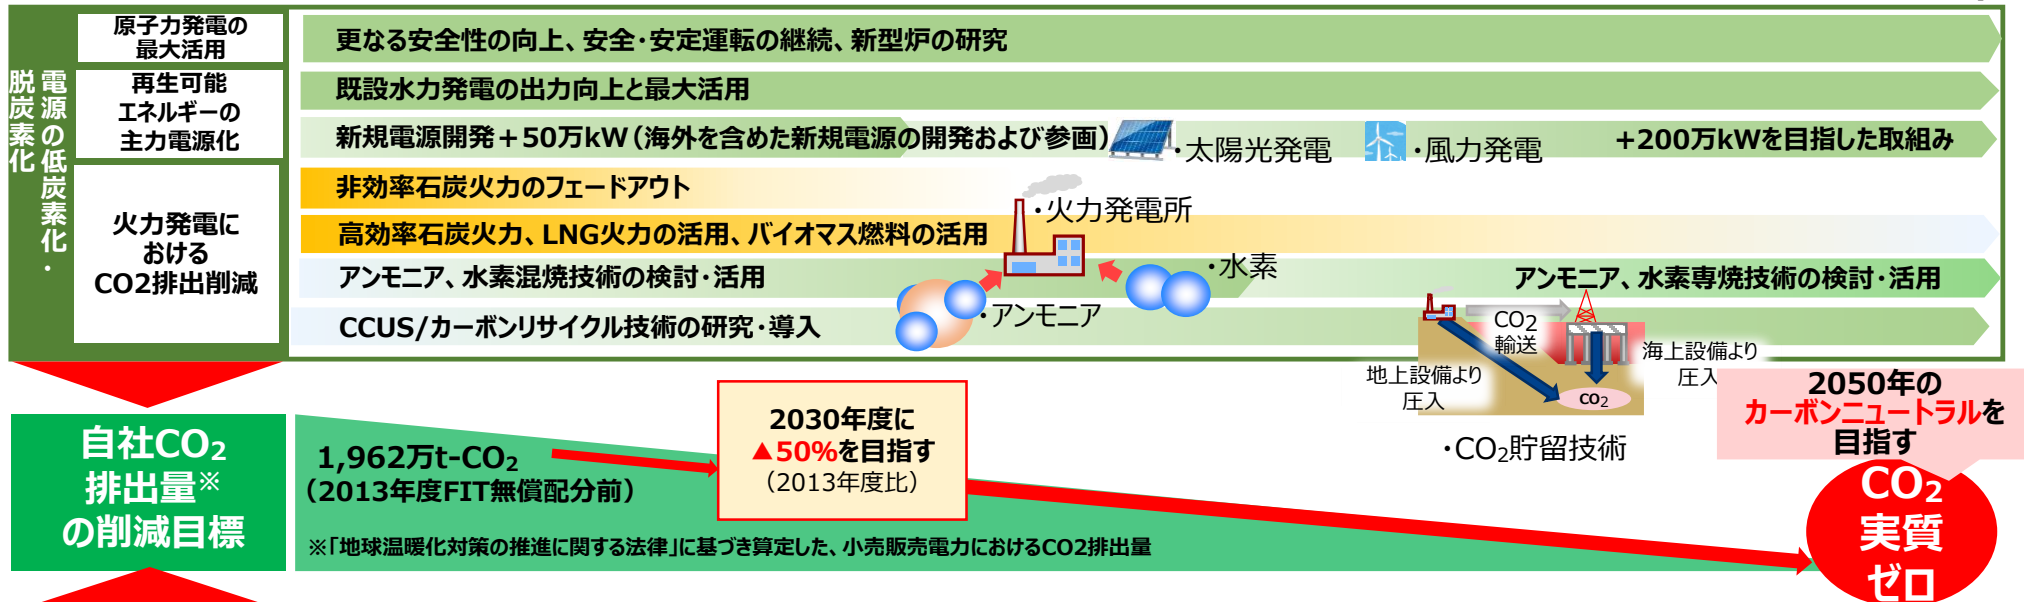 電源の低炭素化・
脱炭素化
原子力発電の
最大活用
更なる安全性の向上、安全・安定運転の継続、新型炉の研究
再生可能
エネルギーの
主力電源化
既設水力発電の出力向上と最大活用
新規電源開発＋50万kW（海外を含めた新規電源の開発および参画）
・太陽光発電
・風力発電
+200万kWを目指した取組み
火力発電に
おける
CO2排出削減
非効率石炭火力のフェードアウト
・火力発電所
高効率石炭火力、LNG火力の活用、バイオマス燃料の活用
アンモニア、水素混焼技術の検討・活用
・水素
アンモニア、水素専焼技術の検討・活用
・アンモニア
CCUS/カーボンリサイクル技術の研究・導入
CO2
輸送
地上設備より
圧入
海上設備より
圧入
CO2
・CO2貯留技術
自社CO2
排出量※
の削減目標
1,962万t-CO2
（2013年度FIT無償配分前）
2030年度に
▲50%を目指す
（2013年度比）
2050年の
カーボンニュートラルを
目指す
CO2
実質
ゼロ
※「地球温暖化対策の推進に関する法律」に基づき算定した、小売販売電力におけるCO2排出量